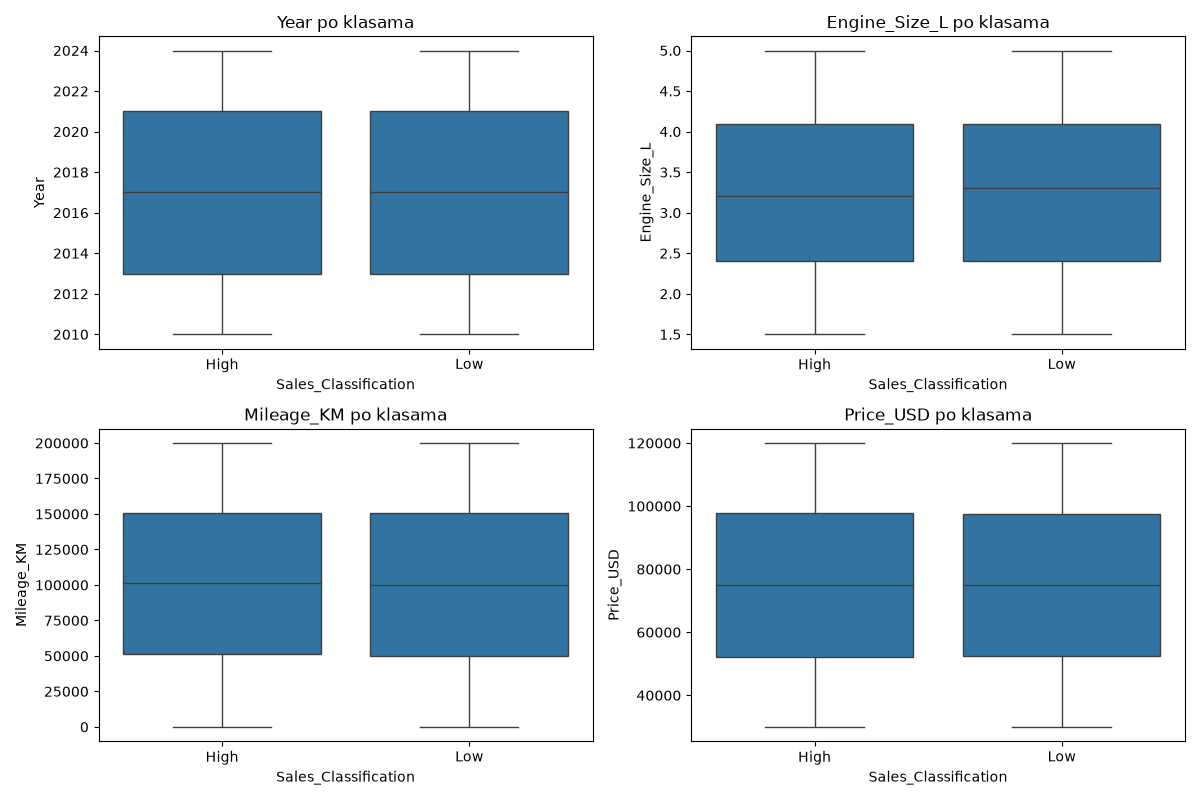 Year po klasama
2024
2022
2020
2018
2016
2014
2012
2010
Year
High Low
Sales_Classification
Engine_Size_L po klasama
5.0
4.5
4.0
3.5
3.0
2.5
2.0
1.5
Engine_Size_L
High Low
Sales_Classification
Mileage_KM po klasama
200000
175000
150000
125000
100000
75000
50000
25000
0
Mileage_KM
High Low
Sales_Classification
Price_USD po klasama
120000
100000
80000
60000
40000
Price_USD
High Low
Sales_Classification